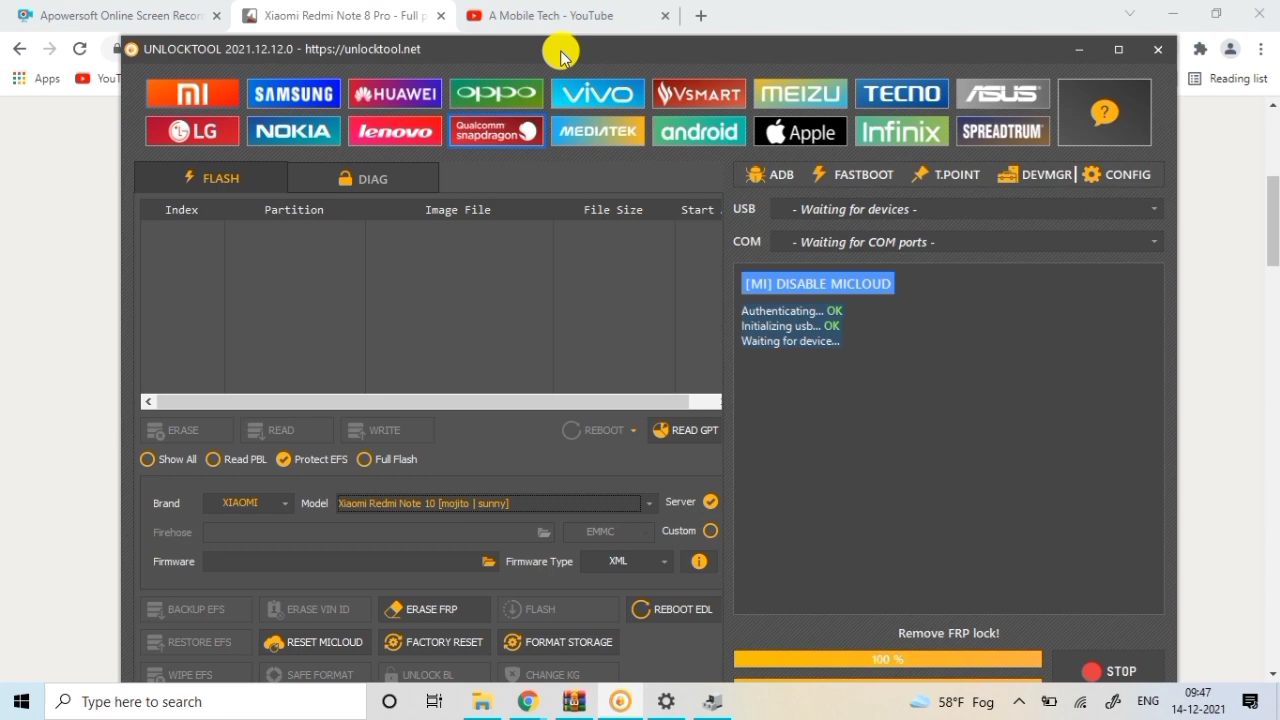 Apowersoft Online Screen Recor
Xiaomi Redmi Note 8 Pro - Full p
A Mobile Tech - YouTube
UNLOCKTOOL 2021.12.12.0 - https://unlocktool.net
Apps
YouT
Reading list
MI
SAMSUNG
HUAWEI
oppo
vivo
VSMART
MEIZU
TECNO
ASUS
?
LG
NOKIA
lenovo
Qualcomm
snapdragon
MEDIATEK
android
Apple
Infinix
SPREADTRUM
FLASH
DIAG
ADB
FASTBOOT
T.POINT
DEVMGR
CONFIG
Index
Partition
Image File
File Size
Start
USB
- Waiting for devices -
COM
- Waiting for COM ports -
[MI] DISABLE MICLOUD
Authenticating... OK
Initializing usb... OK
Waiting for device...
ERASE
READ
WRITE
REBOOT
READ GPT
Show All
Read PBL
Protect EFS
Full Flash
Brand
XIAOMI
Model
Xiaomi Redmi Note 10 [mojito | sunny]
Server
Firehose
EMMC
Custom
Firmware
Firmware Type
XML
BACKUP EFS
ERASE VIN ID
ERASE FRP
FLASH
REBOOT EDL
RESTORE EFS
RESET MICLOUD
FACTORY RESET
FORMAT STORAGE
Remove FRP lock!
WIPE EFS
SAFE FORMAT
UNLOCK BL
CHANGE KG
100 %
STOP
Type here to search
58°F Fog
ENG
09:47
14-12-2021